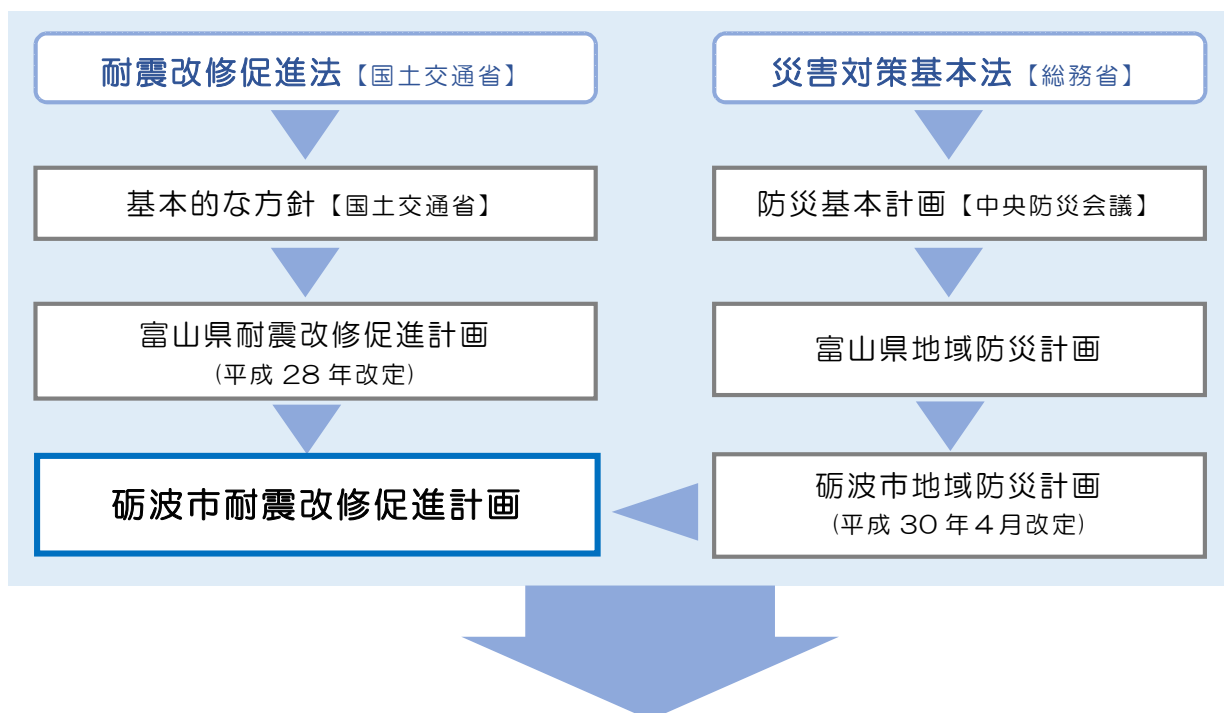 耐震改修促進法【国土交通省】
災害対策基本法【総務省】
基本的な方針【国土交通省】
防災基本計画【中央防災会議】
富山県耐震改修促進計画
(平成 28 年改定)
富山県地域防災計画
砺波市耐震改修促進計画
砺波市地域防災計画
(平成 30 年4月改定)